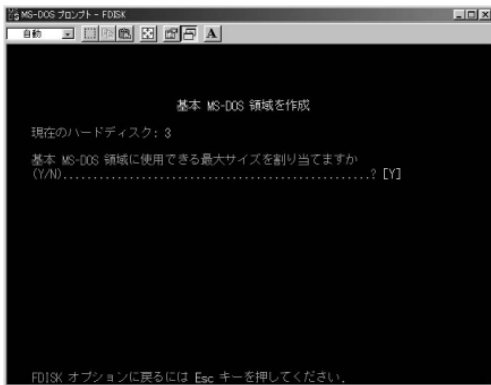 MS-DOS プロンプト - FDISK
自動
A
基本 MS-DOS 領域を作成
現在のハードディスク: 3
基本 MS-DOS 領域に使用できる最大サイズを割り当てますか
(Y/N)..................................................? [Y]
FDISK オプションに戻るには Esc キーを押してください.